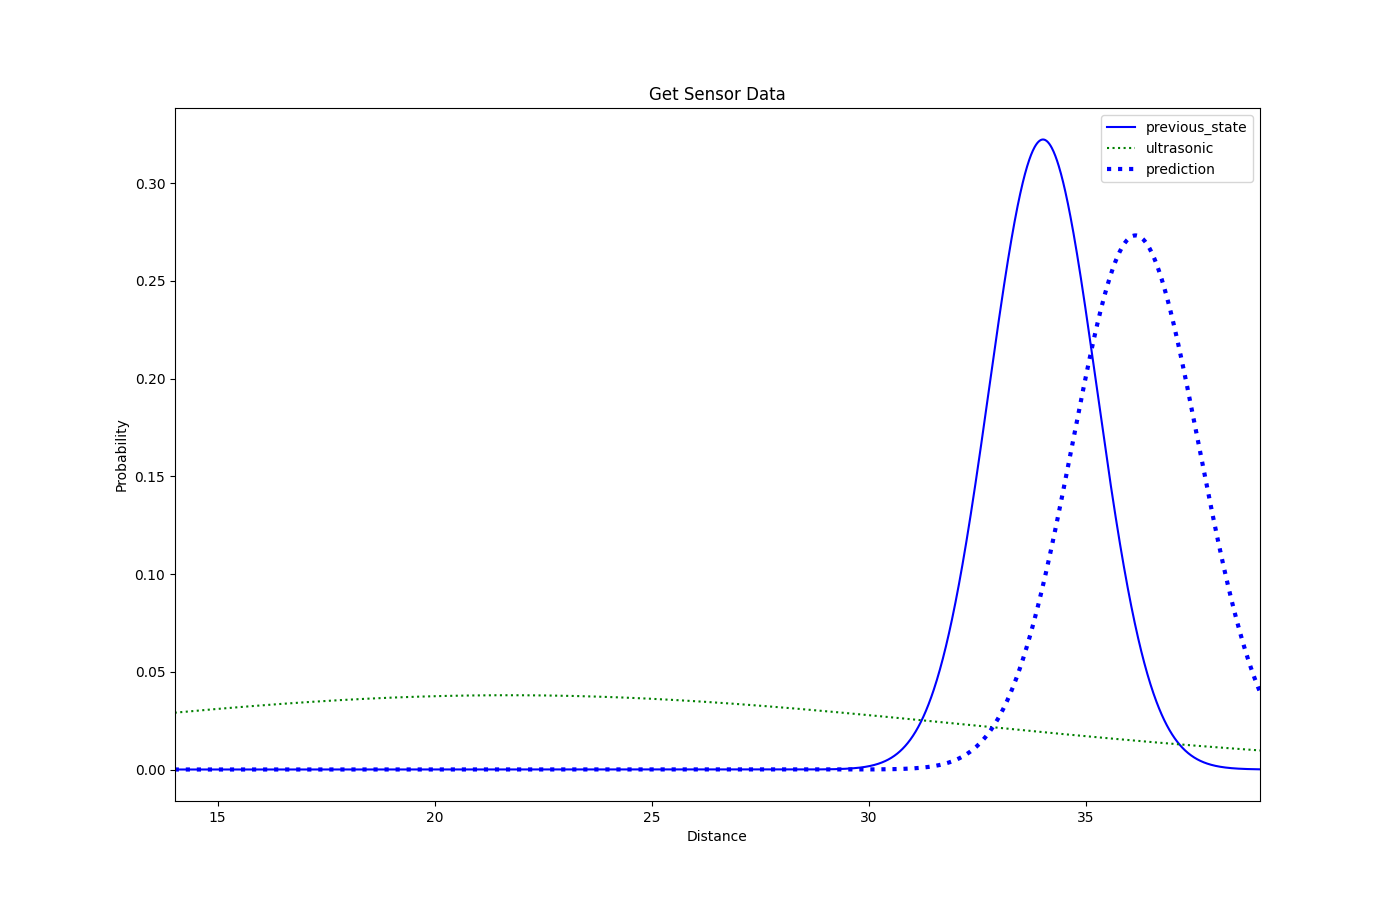 Get Sensor Data
previous_state
ultrasonic
prediction
Probability
0.30
0.25
0.20
0.15
0.10
0.05
0.00
15 20 25 30 35
Distance